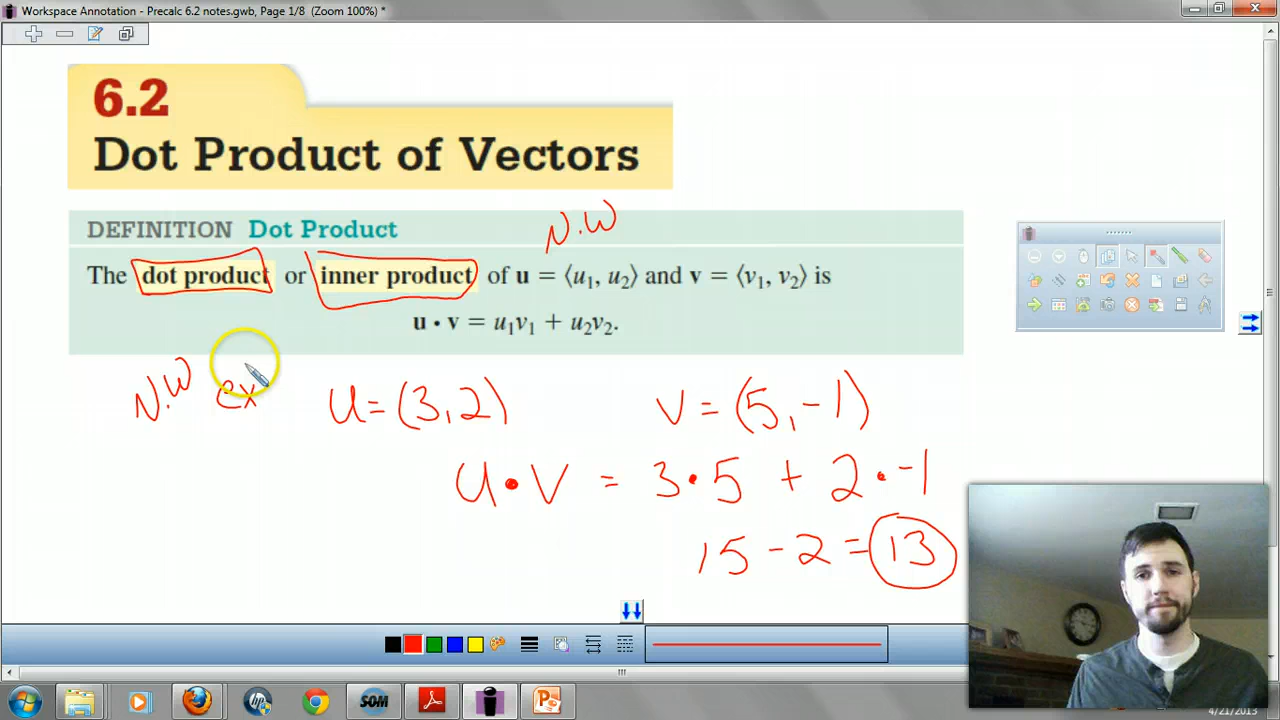 Workspace Annotation - Precalc 6.2 notes.gwb, Page 1/8 (Zoom 100%) *
6.2
Dot Product of Vectors
DEFINITION Dot Product
N.W
The dot product or inner product of u = ⟨u₁, u₂⟩ and v = ⟨v₁, v₂⟩ is
u • v = u₁v₁ + u₂v₂.
N.W ex u = (3,2) v = (5,-1)
u • v = 3•5 + 2•-1
15 - 2 = 13
SOM
4/21/2013